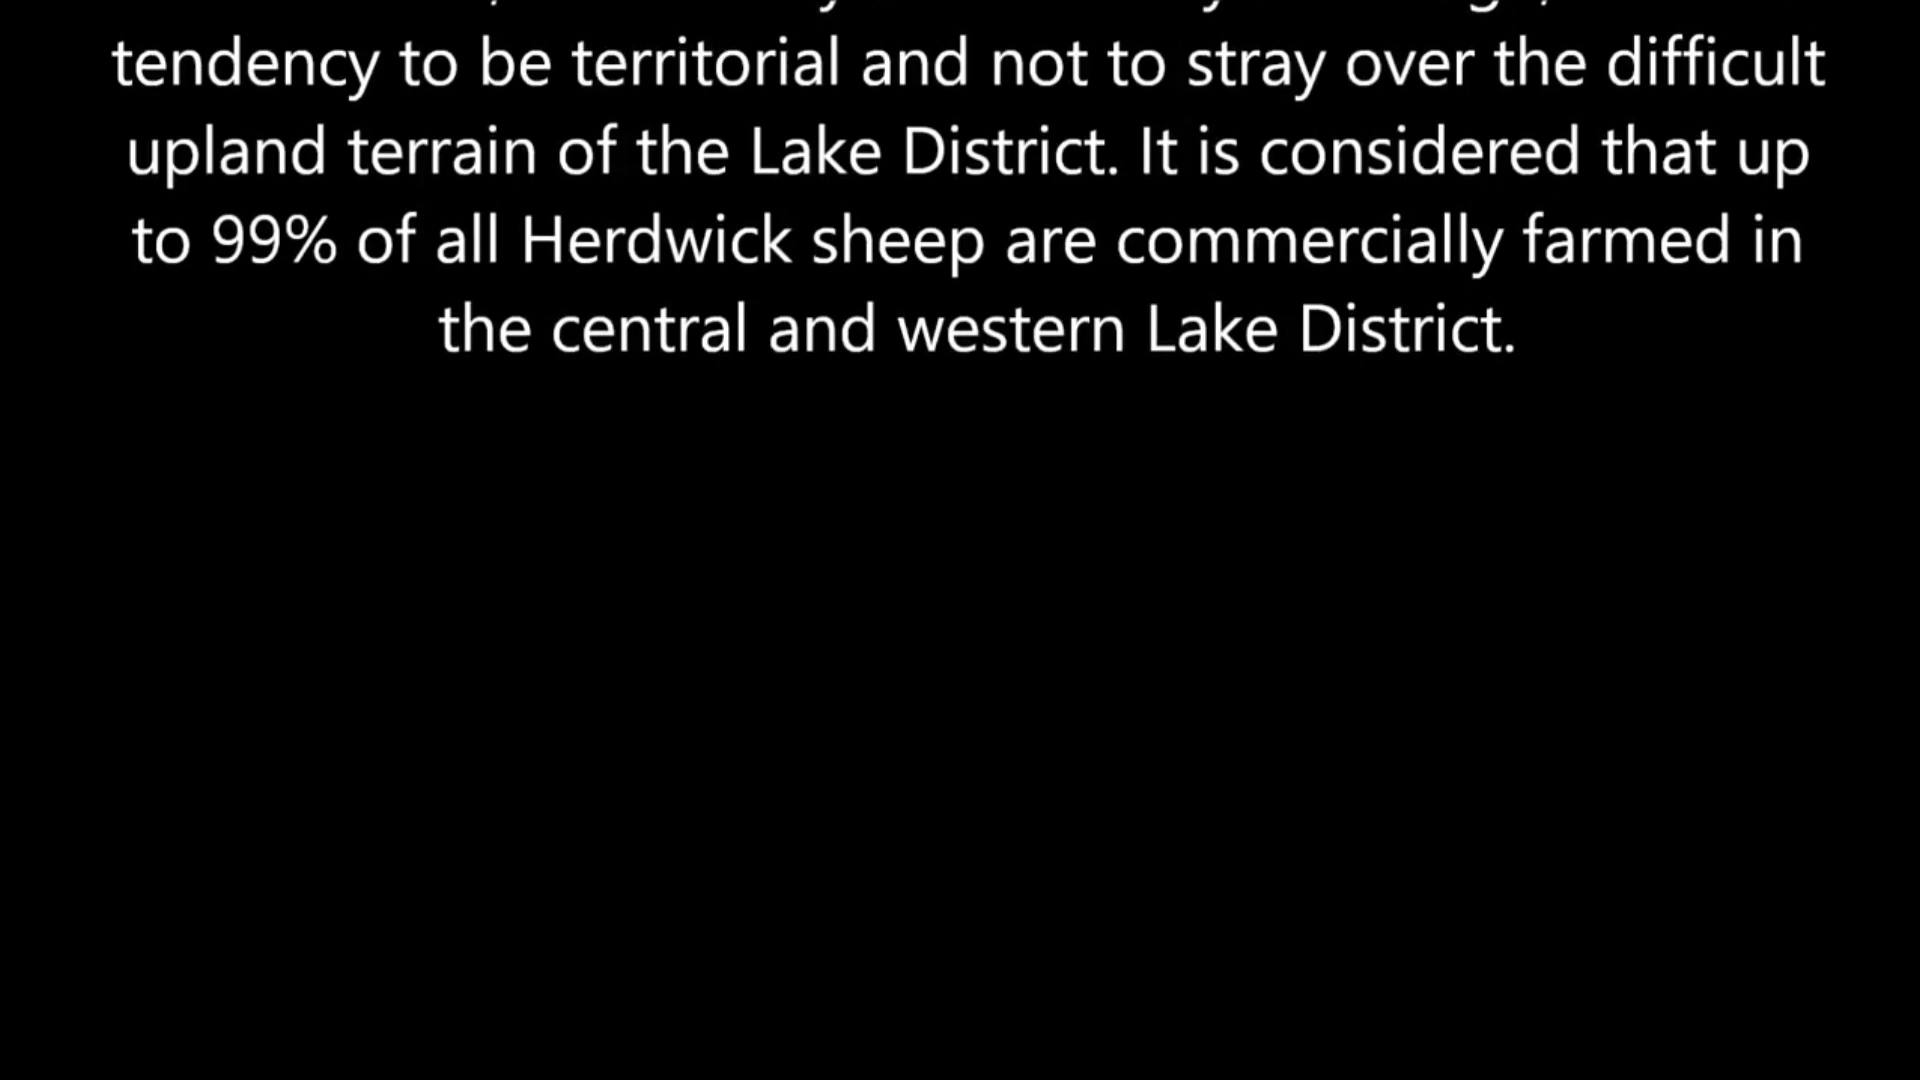 tendency to be territorial and not to stray over the difficult
upland terrain of the Lake District. It is considered that up
to 99% of all Herdwick sheep are commercially farmed in
the central and western Lake District.